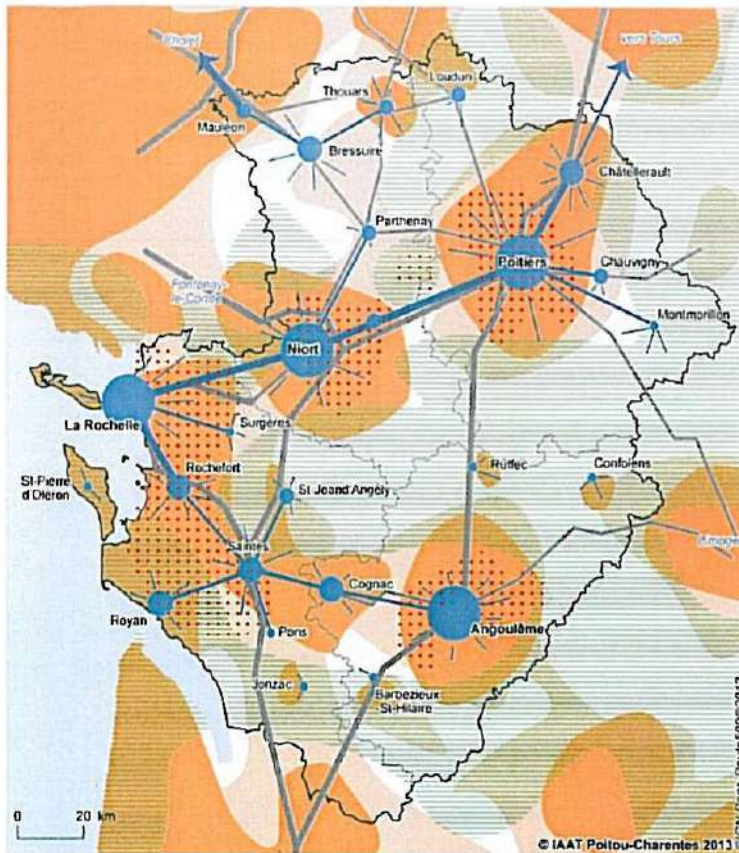 Cholet
vers Tours
Thouars
Loudun
Mauléon
Bressuire
Châtellerault
Parthenay
Poitiers
Chauvigny
Fontenay-
le-Comte
Montmorillon
Niort
La Rochelle
Surgères
Rochefort
Ruffec
Confolens
St-Pierre
d'Oléron
St Jean d'Angély
Saintes
Cognac
Limoges
Royan
Angoulême
Pons
Jonzac
Barbezieux
-St-Hilaire
0 20 km
© IAAT Poitou-Charentes 2013